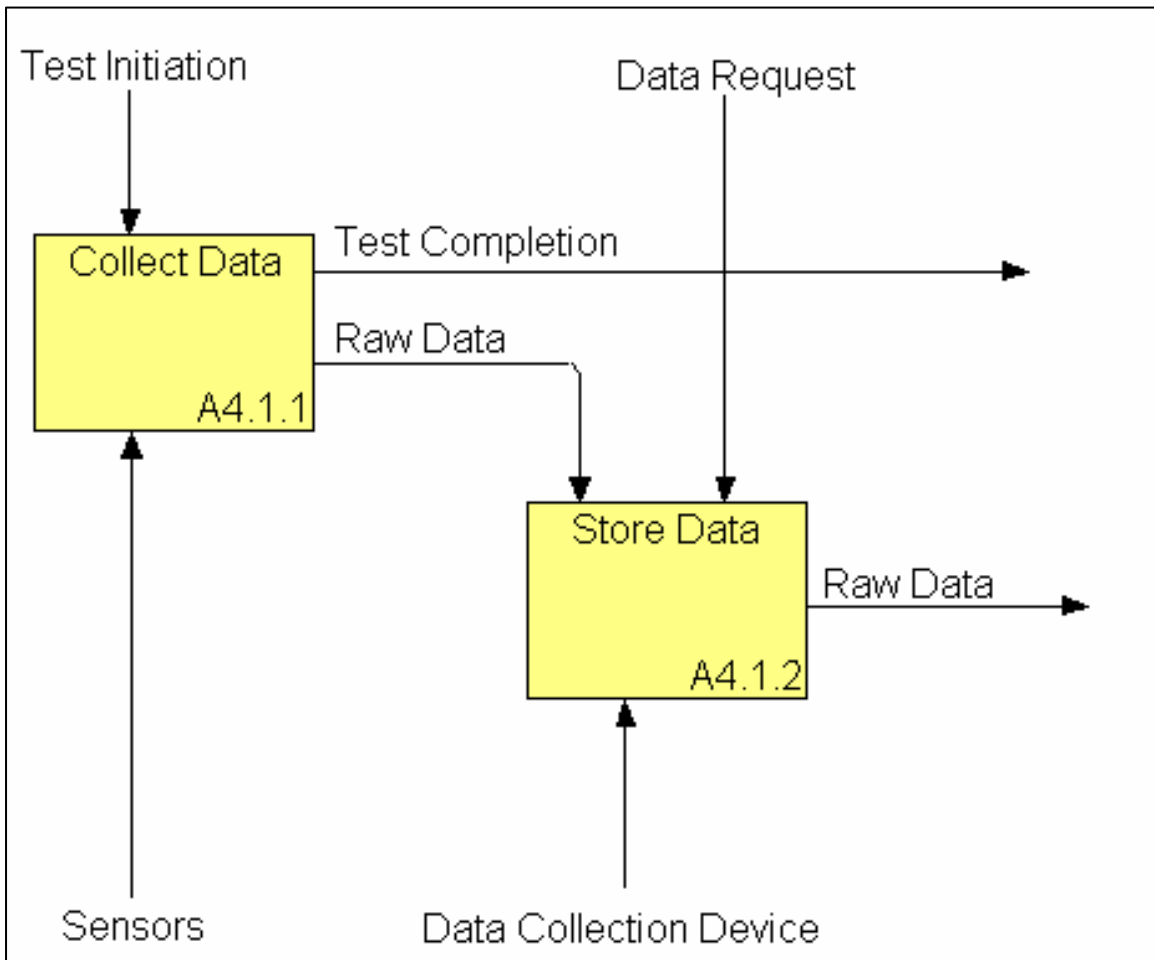 Test Initiation
Data Request
Collect Data
Test Completion
Raw Data
A4.1.1
Store Data
Raw Data
A4.1.2
Sensors
Data Collection Device